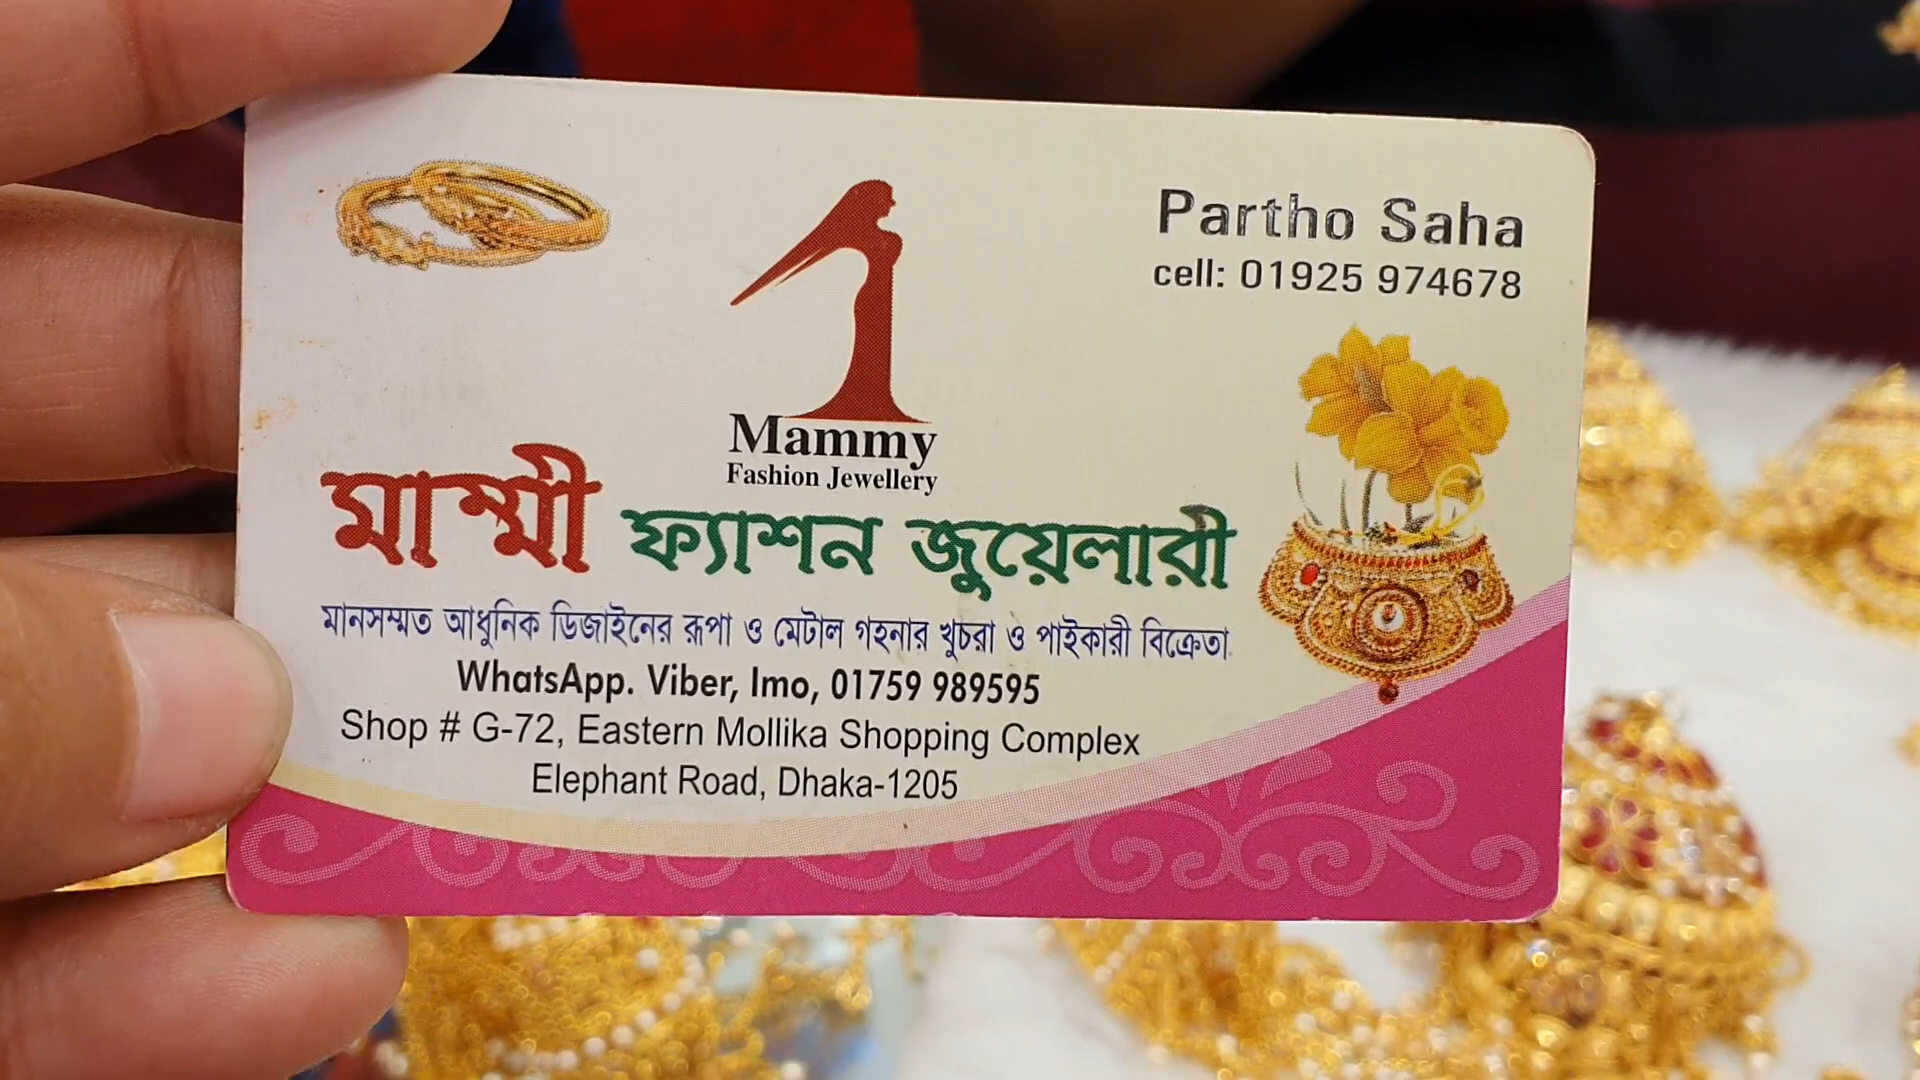 Partho Saha
cell: 01925 974678
Mammy
Fashion Jewellery
মাম্মী ফ্যাশন জুয়েলারী
মানসম্মত আধুনিক ডিজাইনের রূপা ও মেটাল গহনার খুচরা ও পাইকারী বিক্রেতা
WhatsApp. Viber, Imo, 01759 989595
Shop # G-72, Eastern Mollika Shopping Complex
Elephant Road, Dhaka-1205